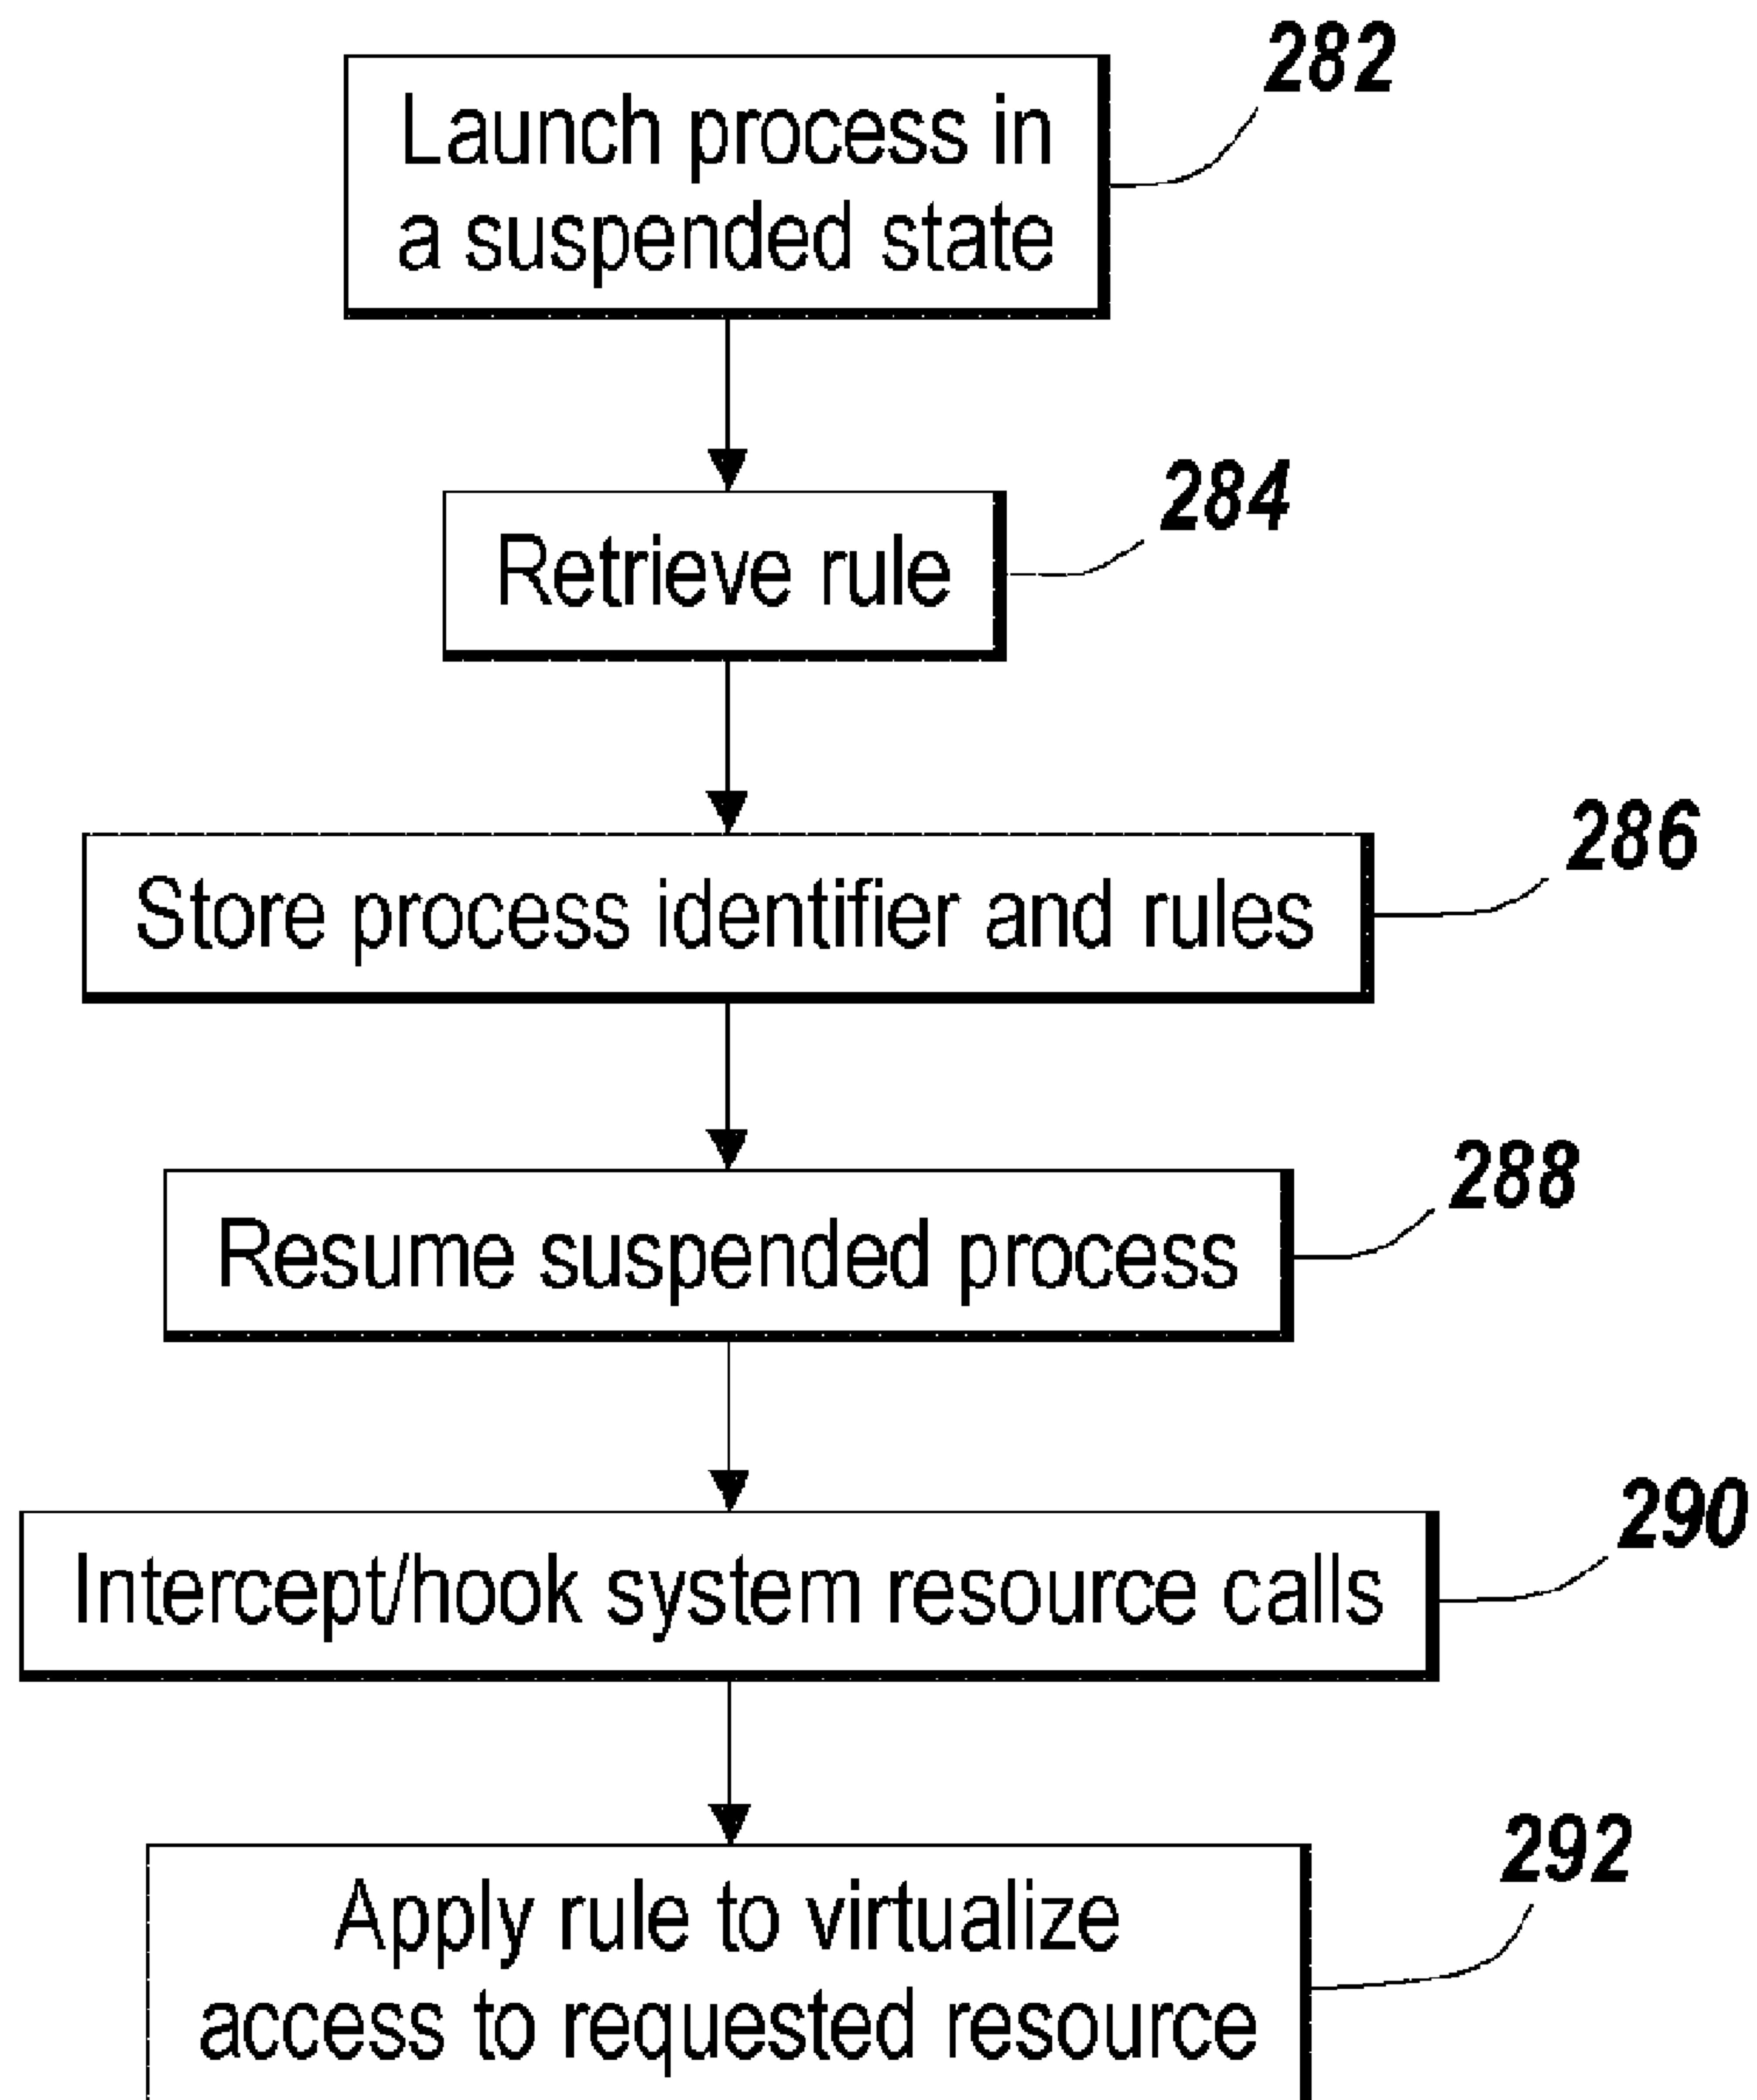 282
Launch process in
a suspended state
284
Retrieve rule
286
Store process identifier and rules
288
Resume suspended process
290
Intercept/hook system resource calls
292
Apply rule to virtualize
access to requested resource